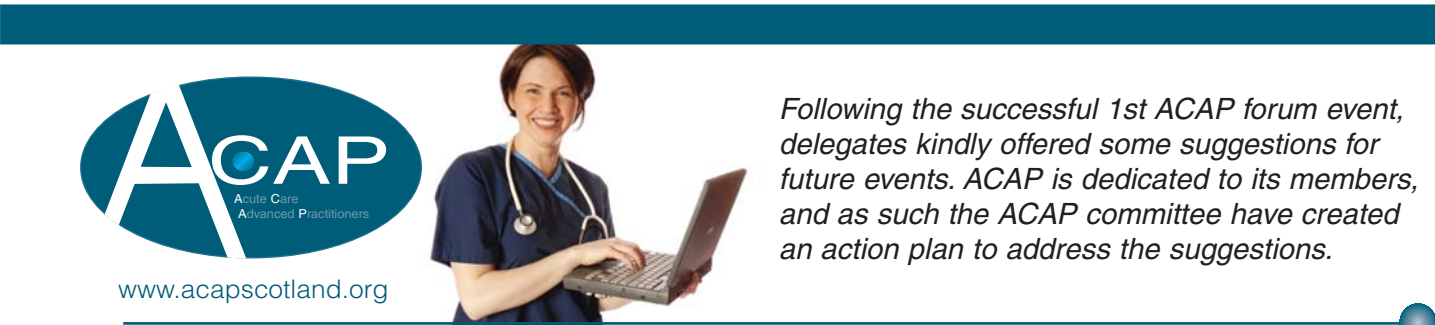 ACAP
Acute Care
Advanced Practitioners
www.acapscotland.org
Following the successful 1st ACAP forum event,
delegates kindly offered some suggestions for
future events. ACAP is dedicated to its members,
and as such the ACAP committee have created
an action plan to address the suggestions.